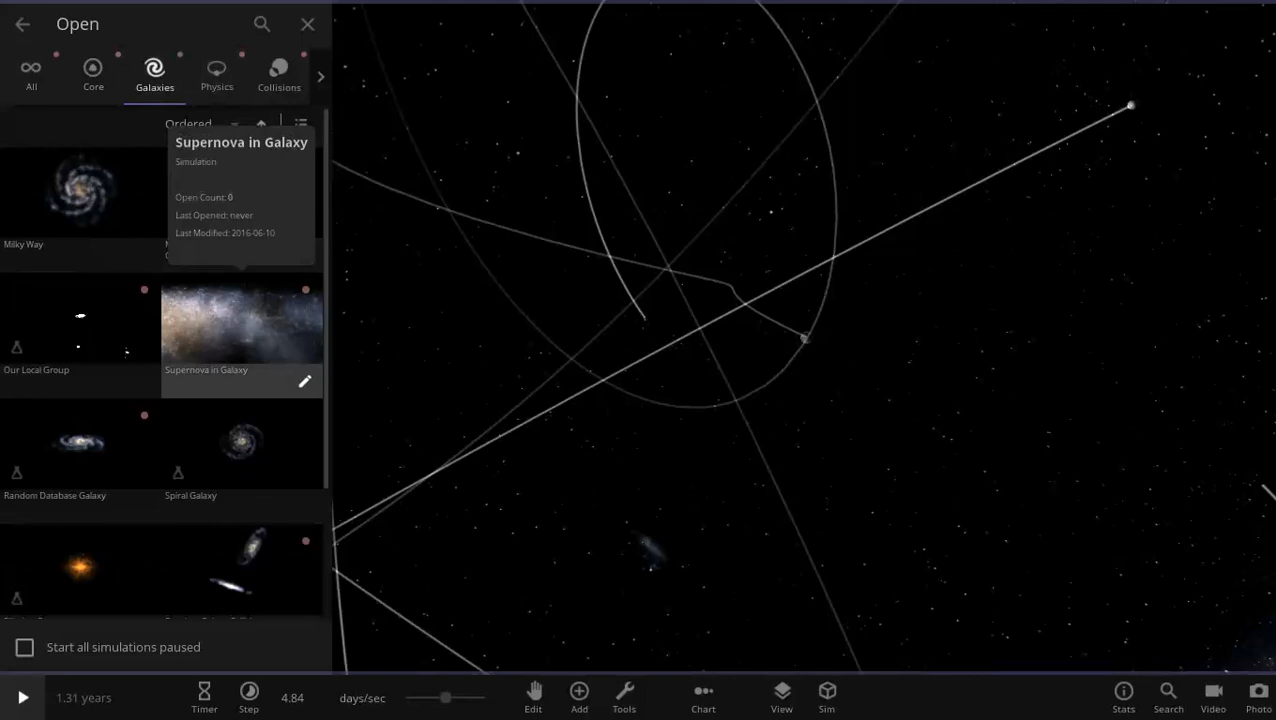 Open
All
Core
Galaxies
Physics
Collisions
Ordered
Supernova in Galaxy
Simulation
Open Count: 0
Last Opened: never
Last Modified: 2016-06-10
Milky Way
Our Local Group
Supernova in Galaxy
Random Database Galaxy
Spiral Galaxy
Start all simulations paused
1.31 years
Timer
Step
4.84
days/sec
Edit
Add
Tools
Chart
View
Sim
Stats
Search
Video
Photo